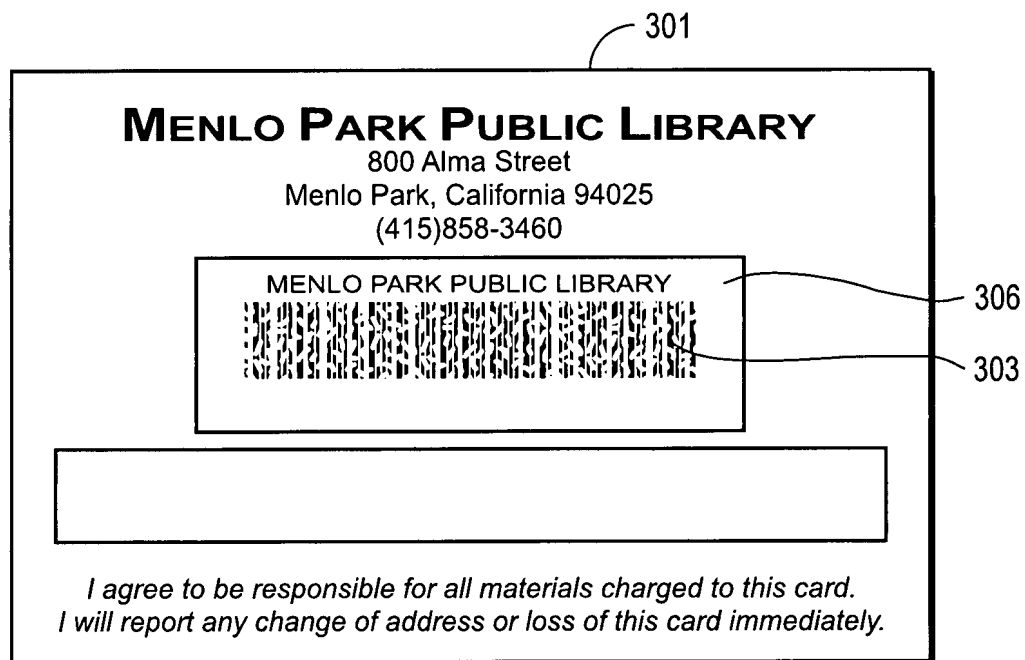 301
MENLO PARK PUBLIC LIBRARY
800 Alma Street
Menlo Park, California 94025
(415)858-3460
MENLO PARK PUBLIC LIBRARY
306
303
I agree to be responsible for all materials charged to this card.
I will report any change of address or loss of this card immediately.